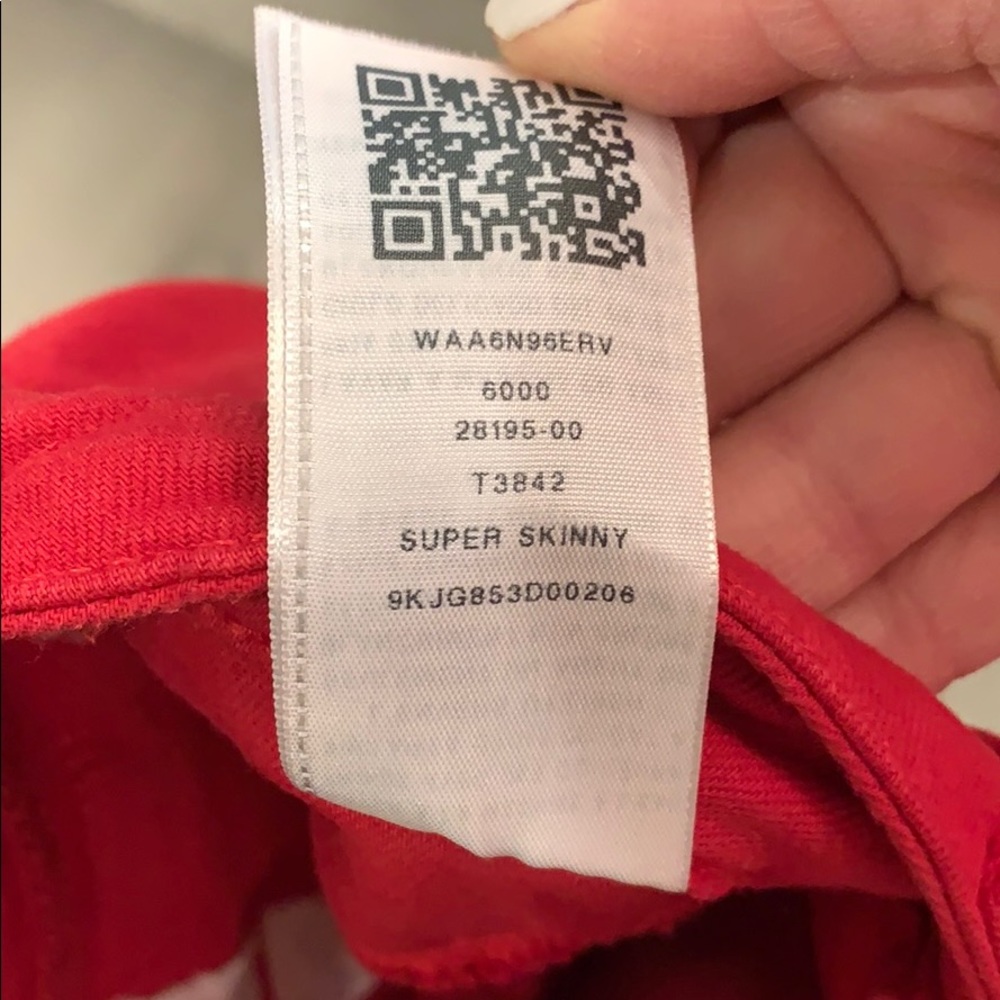 WAA6N96ERV
6000
28195-00
T3842
SUPER SKINNY
9KJG853D00206